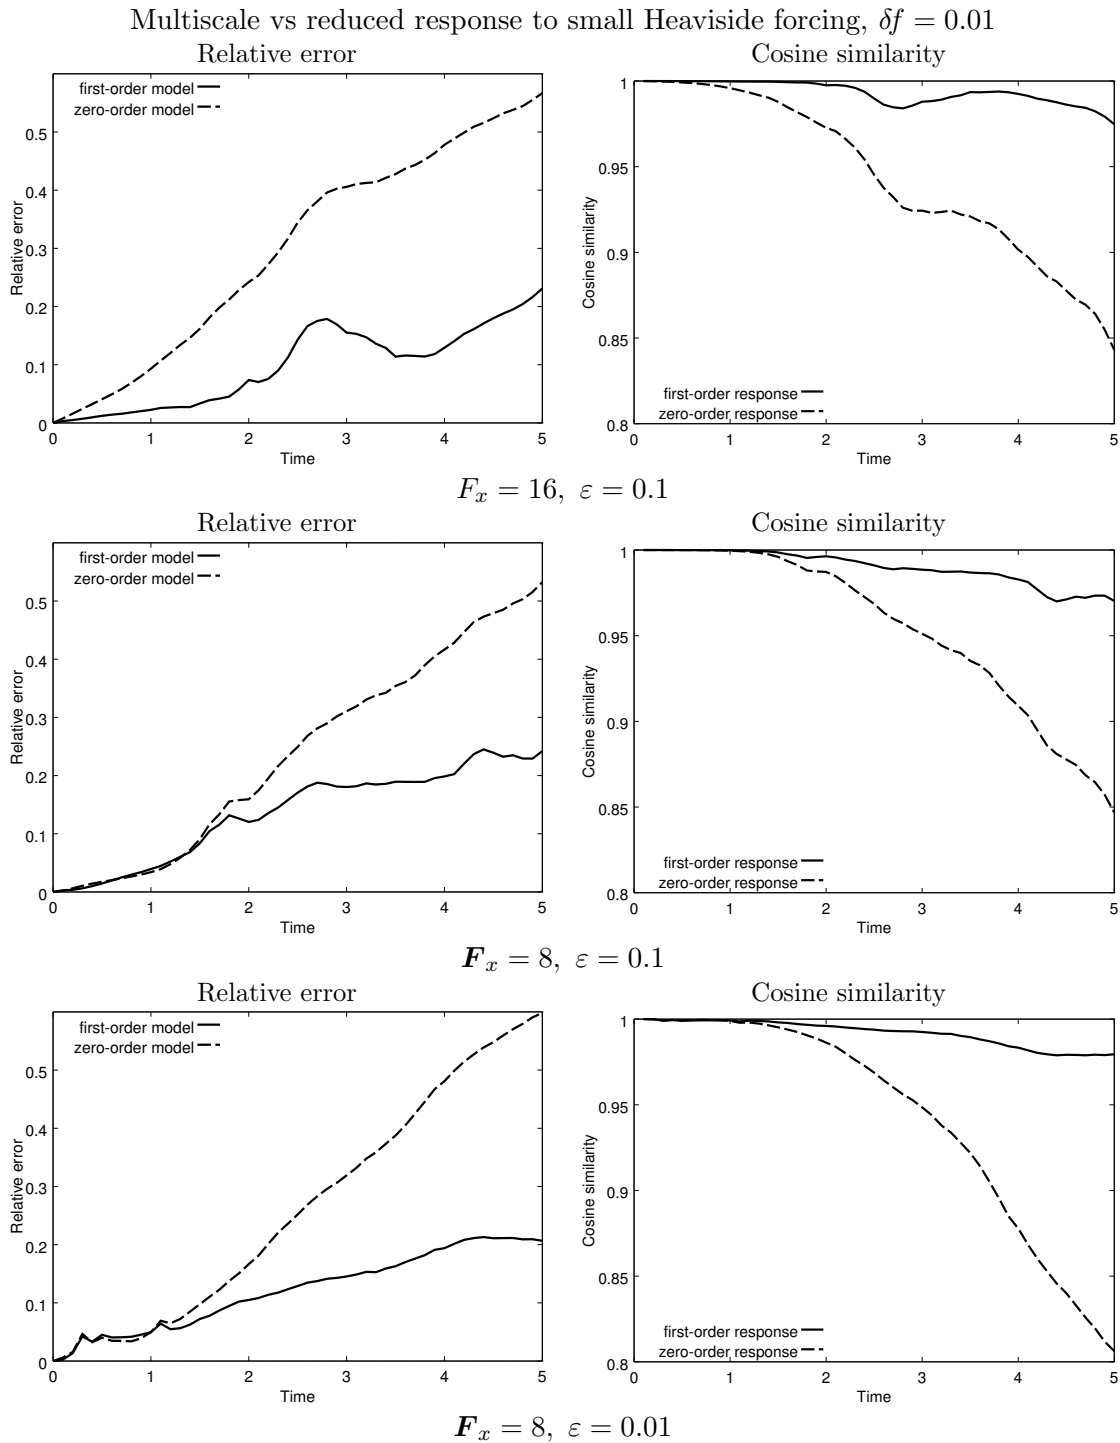 Multiscale vs reduced response to small Heaviside forcing, δf = 0.01
Relative error
Cosine similarity
first-order model
zero-order model
Relative error
0.5
0.4
0.3
0.2
0.1
0
0 1 2 3 4 5
Time
Cosine similarity
1
0.95
0.9
0.85
0.8
first-order response
zero-order response
0 1 2 3 4 5
Time
F_x = 16, ε = 0.1
Relative error
Cosine similarity
first-order model
zero-order model
Relative error
0.5
0.4
0.3
0.2
0.1
0
0 1 2 3 4 5
Time
Cosine similarity
1
0.95
0.9
0.85
0.8
first-order response
zero-order response
0 1 2 3 4 5
Time
F_x = 8, ε = 0.1
Relative error
Cosine similarity
first-order model
zero-order model
Relative error
0.5
0.4
0.3
0.2
0.1
0
0 1 2 3 4 5
Time
Cosine similarity
1
0.95
0.9
0.85
0.8
first-order response
zero-order response
0 1 2 3 4 5
Time
F_x = 8, ε = 0.01